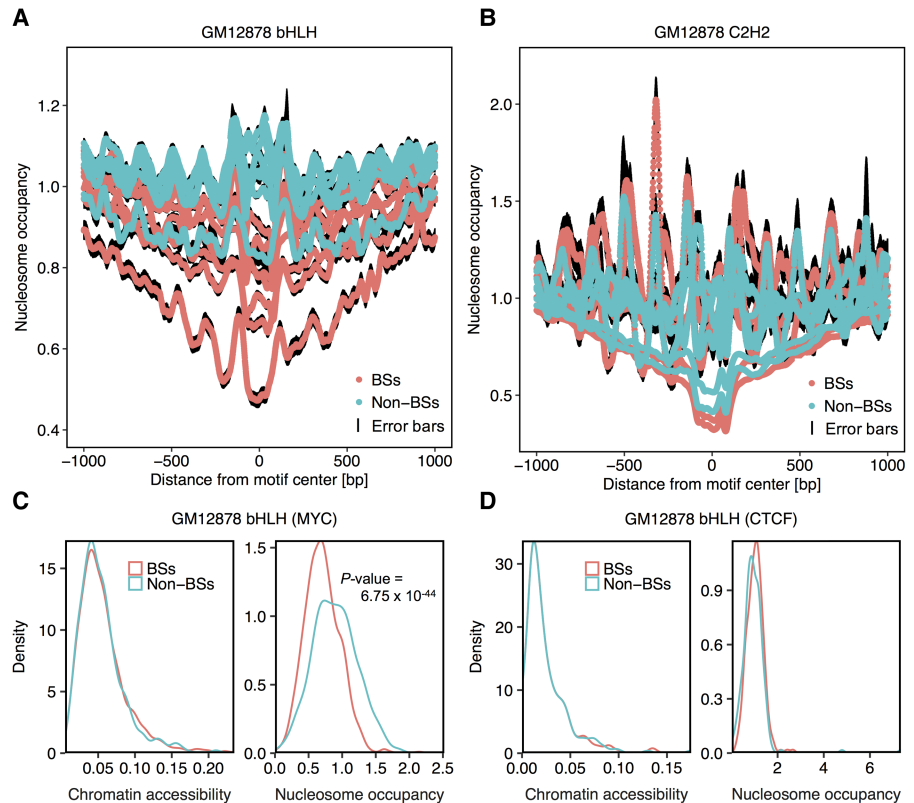 A
GM12878 bHLH
Nucleosome occupancy
1.2
1.0
0.8
0.6
0.4
BSs
Non−BSs
Error bars
−1000
−500
0
500
1000
Distance from motif center [bp]
B
GM12878 C2H2
Nucleosome occupancy
2.0
1.5
1.0
0.5
BSs
Non−BSs
Error bars
−1000
−500
0
500
1000
Distance from motif center [bp]
C
GM12878 bHLH (MYC)
Density
15
10
5
0
BSs
Non−BSs
0.05 0.10 0.15 0.20
Chromatin accessibility
1.5
1.0
0.5
0.0
P-value =
6.75 x 10-44
0.0 0.5 1.0 1.5 2.0 2.5
Nucleosome occupancy
D
GM12878 bHLH (CTCF)
Density
30
20
10
0
BSs
Non−BSs
0.00 0.05 0.10 0.15
Chromatin accessibility
0.9
0.6
0.3
0.0
2 4 6
Nucleosome occupancy